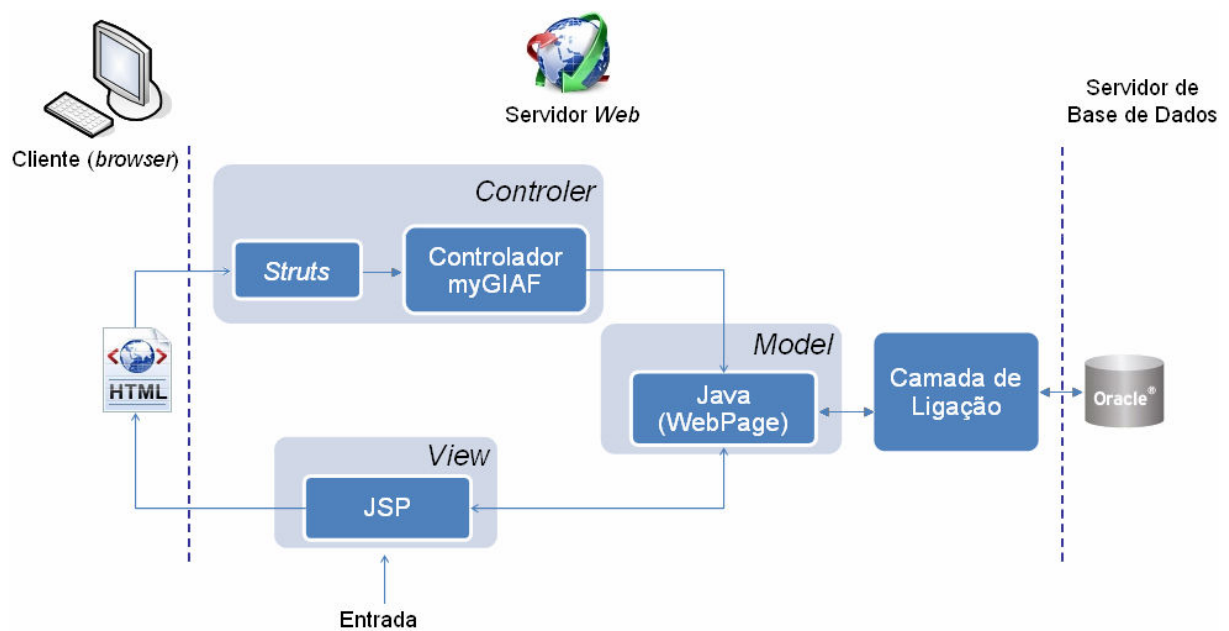 Servidor Web
Servidor de
Base de Dados
Cliente (browser)
Controler
Struts
Controlador
myGIAF
Model
Java
(WebPage)
Camada de
Ligação
Oracle®
<>
HTML
View
JSP
Entrada